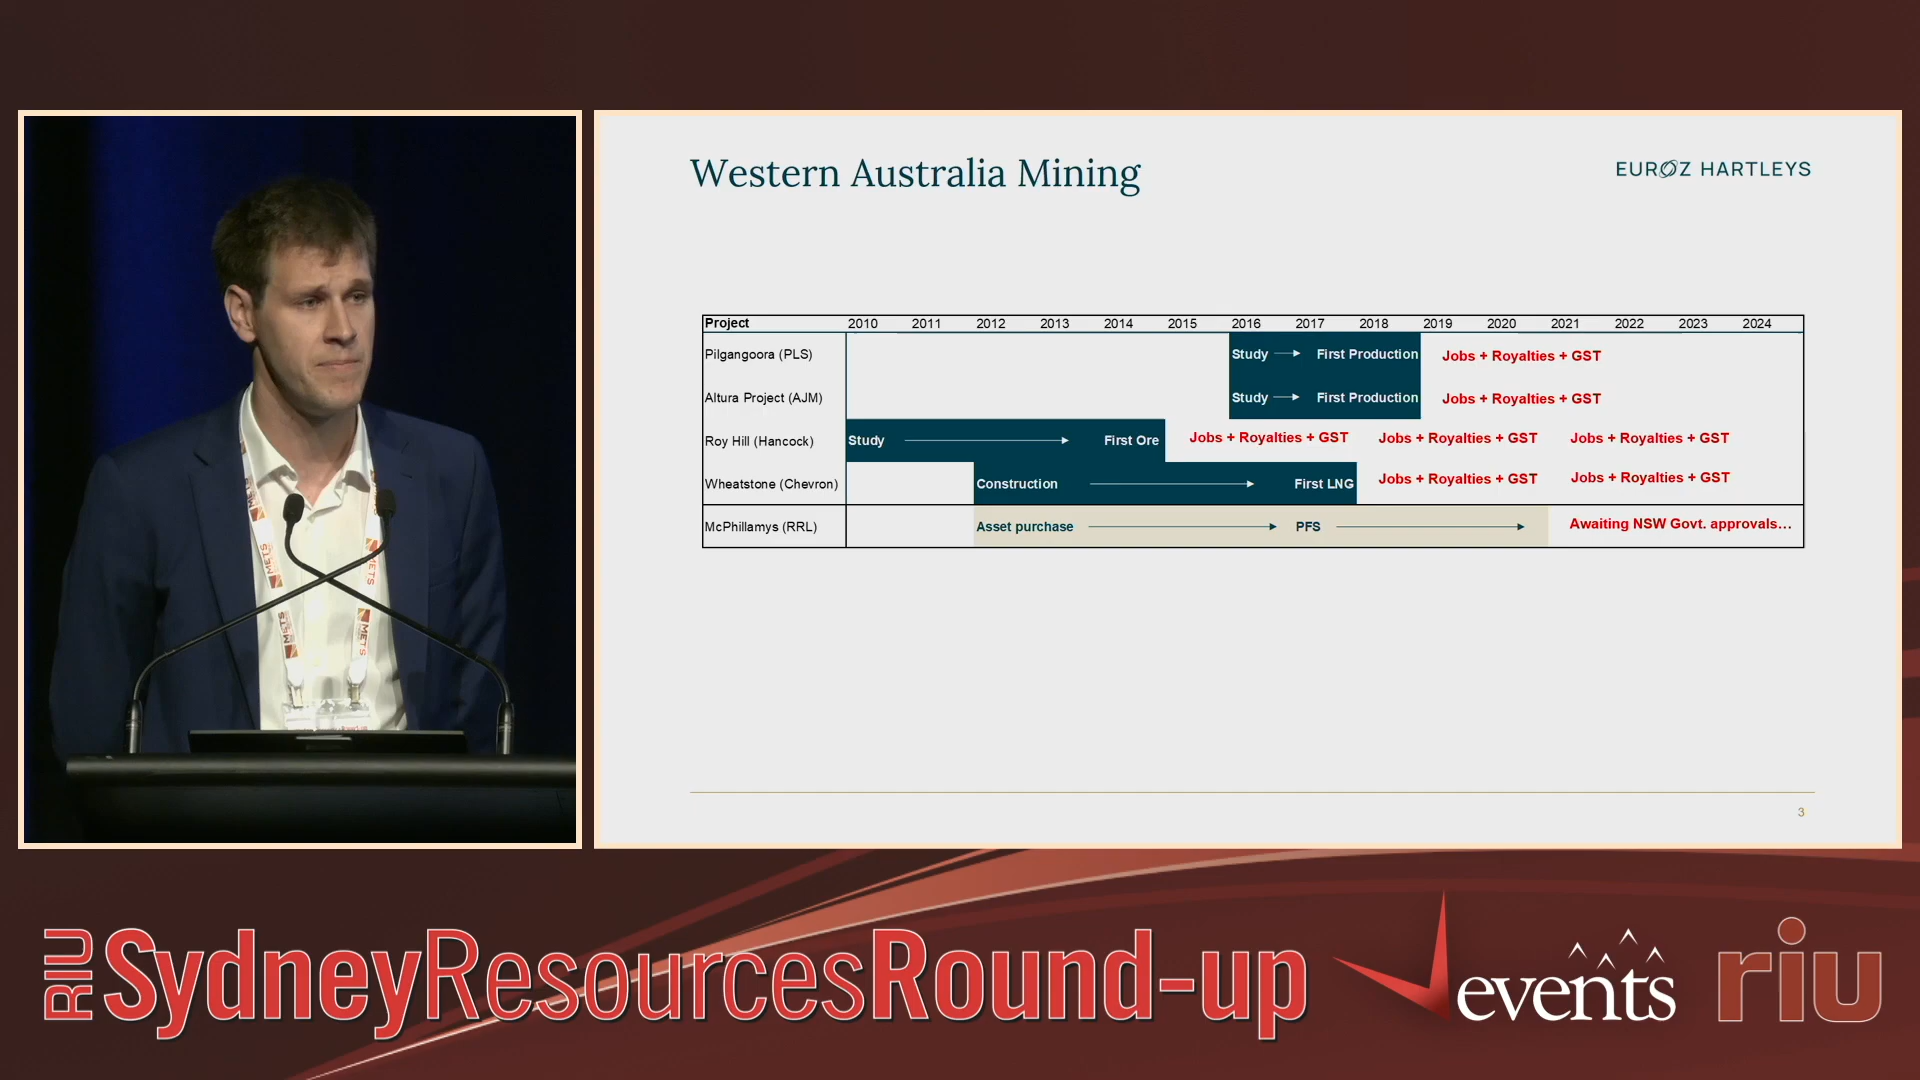 Western Australia Mining
EUROZ HARTLEYS
Project 2010 2011 2012 2013 2014 2015 2016 2017 2018 2019 2020 2021 2022 2023 2024
Pilgangoora (PLS) Study First Production Jobs + Royalties + GST
Altura Project (AJM) Study First Production Jobs + Royalties + GST
Roy Hill (Hancock) Study First Ore Jobs + Royalties + GST Jobs + Royalties + GST Jobs + Royalties + GST
Wheatstone (Chevron) Construction First LNG Jobs + Royalties + GST Jobs + Royalties + GST
McPhillamys (RRL) Asset purchase PFS Awaiting NSW Govt. approvals...
3
METS
METS
METS
METS
RIU SydneyResourcesRound-up
events
riu